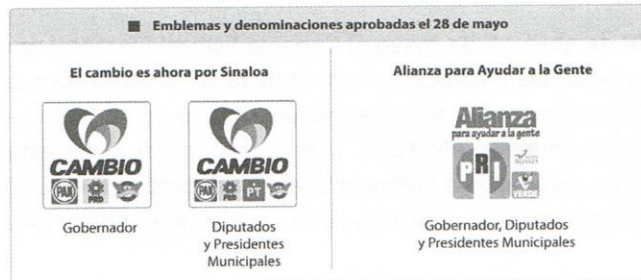 Emblemas y denominaciones aprobadas el 28 de mayo
El cambio es ahora por Sinaloa
CAMBIO
PAN PRD
Gobernador
CAMBIO
PAN PRD PT
Diputados
y Presidentes
Municipales
Alianza para Ayudar a la Gente
Alianza
para ayudar a la gente
PRI
VERDE
Gobernador, Diputados
y Presidentes Municipales